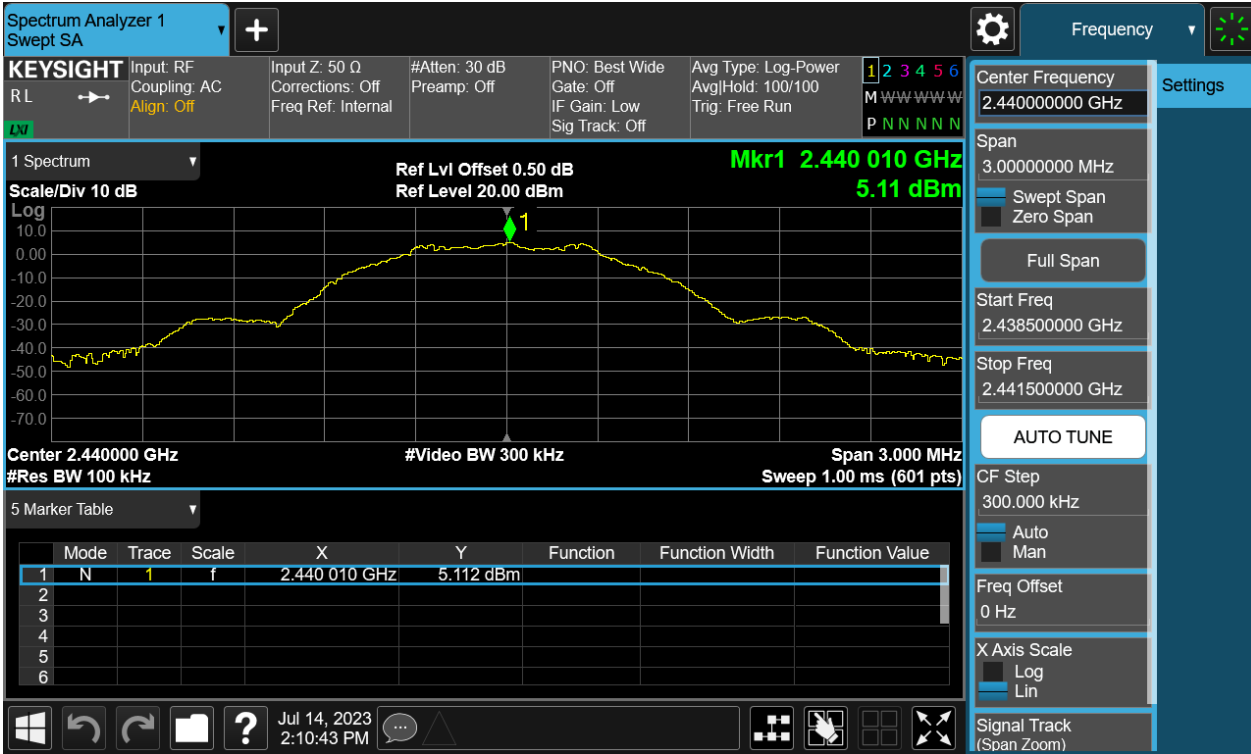 Spectrum Analyzer 1
Swept SA
Frequency
KEYSIGHT
R L
LXI
Input: RF
Coupling: AC
Align: Off
Input Z: 50 Ω
Corrections: Off
Freq Ref: Internal
#Atten: 30 dB
Preamp: Off
PNO: Best Wide
Gate: Off
IF Gain: Low
Sig Track: Off
Avg Type: Log-Power
Avg|Hold: 100/100
Trig: Free Run
1 2 3 4 5 6
M W W W W W
P N N N N N
1 Spectrum
Ref Lvl Offset 0.50 dB
Mkr1 2.440 010 GHz
Scale/Div 10 dB
Ref Level 20.00 dBm
5.11 dBm
Log
1
10.0
0.00
-10.0
-20.0
-30.0
-40.0
-50.0
-60.0
-70.0
Center 2.440000 GHz
#Video BW 300 kHz
Span 3.000 MHz
#Res BW 100 kHz
Sweep 1.00 ms (601 pts)
5 Marker Table
Mode Trace Scale X Y Function Function Width Function Value
1 N 1 f 2.440 010 GHz 5.112 dBm
2
3
4
5
6
Jul 14, 2023
2:10:43 PM
Center Frequency
2.440000000 GHz
Settings
Span
3.00000000 MHz
Swept Span
Zero Span
Full Span
Start Freq
2.438500000 GHz
Stop Freq
2.441500000 GHz
AUTO TUNE
CF Step
300.000 kHz
Auto
Man
Freq Offset
0 Hz
X Axis Scale
Log
Lin
Signal Track
(Span Zoom)